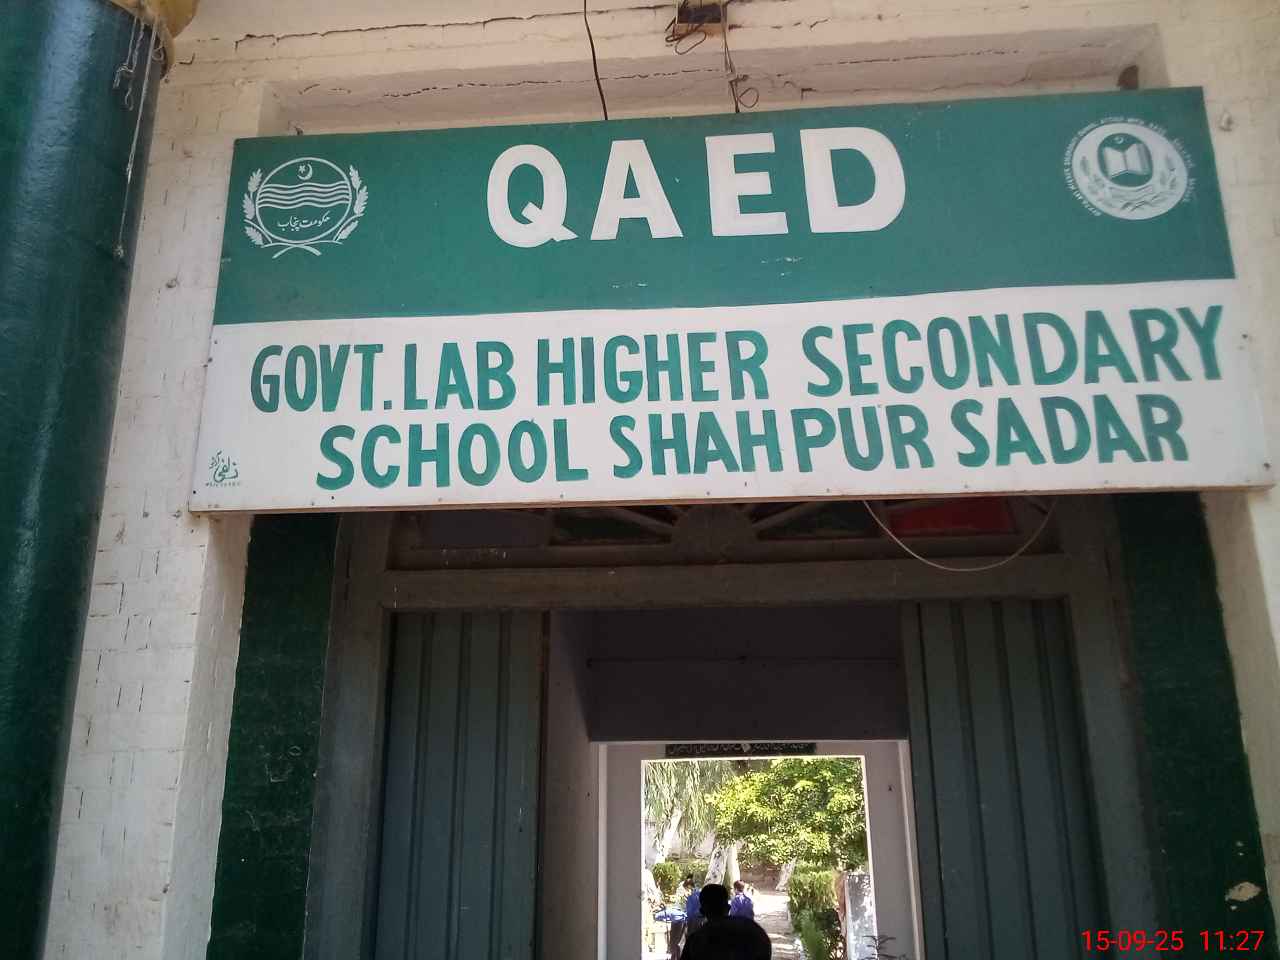 QAED
حکومت پنجاب
GOVT. LAB HIGHER SECONDARY
SCHOOL SHAHPUR SADAR
15-09-25 11:27